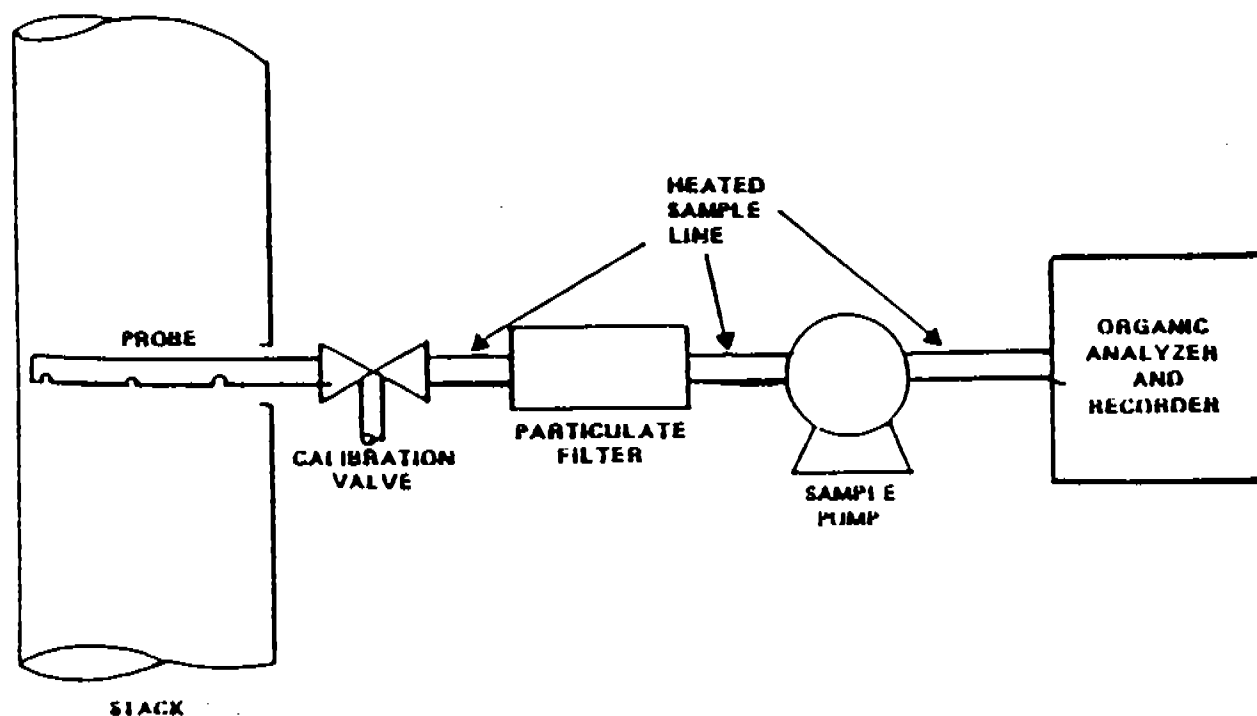 HEATED
SAMPLE
LINE
PROBE
ORGANIC
ANALYZER
AND
RECORDER
PARTICULATE
FILTER
CALIBRATION
VALVE
SAMPLE
PUMP
STACK